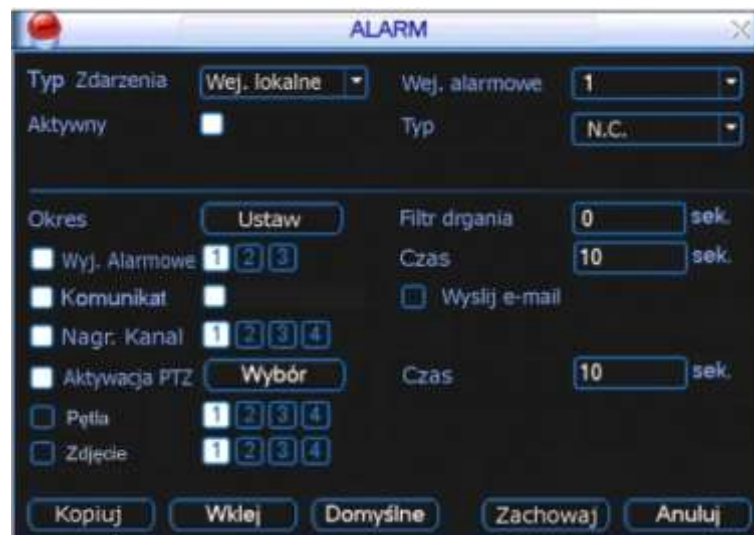 ALARM
Typ Zdarzenia Wej. lokalne Wej. alarmowe 1
Aktywny Typ N.C.
Okres Ustaw Filtr drgania 0 sek.
Wyj. Alarmowe 1 2 3 Czas 10 sek.
Komunikat Wyslij e-mail
Nagr. Kanał 1 2 3 4
Aktywacja PTZ Wybór Czas 10 sek.
Pętla 1 2 3 4
Zdjęcie 1 2 3 4
Kopiuj Wklej Domyślne Zachowaj Anuluj